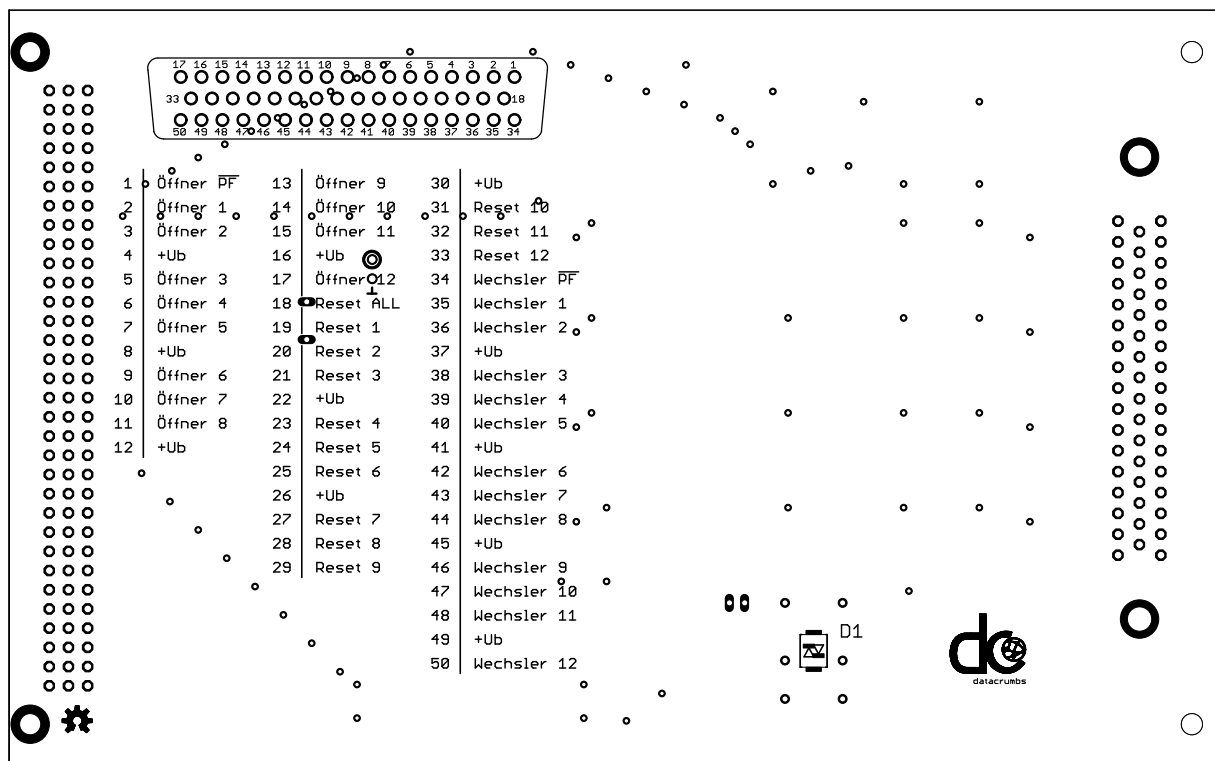 17 16 15 14 13 12 11 10 9 8 7 6 5 4 3 2 1
33 18
50 49 48 47 46 45 44 43 42 41 40 39 38 37 36 35 34
1 Öffner PF
2 Öffner 1
3 Öffner 2
4 +Ub
5 Öffner 3
6 Öffner 4
7 Öffner 5
8 +Ub
9 Öffner 6
10 Öffner 7
11 Öffner 8
12 +Ub
13 Öffner 9
14 Öffner 10
15 Öffner 11
16 +Ub
17 Öffner 12
18 Reset ALL
19 Reset 1
20 Reset 2
21 Reset 3
22 +Ub
23 Reset 4
24 Reset 5
25 Reset 6
26 +Ub
27 Reset 7
28 Reset 8
29 Reset 9
30 +Ub
31 Reset 10
32 Reset 11
33 Reset 12
34 Wechsler PF
35 Wechsler 1
36 Wechsler 2
37 +Ub
38 Wechsler 3
39 Wechsler 4
40 Wechsler 5
41 +Ub
42 Wechsler 6
43 Wechsler 7
44 Wechsler 8
45 +Ub
46 Wechsler 9
47 Wechsler 10
48 Wechsler 11
49 +Ub
50 Wechsler 12
D1
dc
datacrumbs